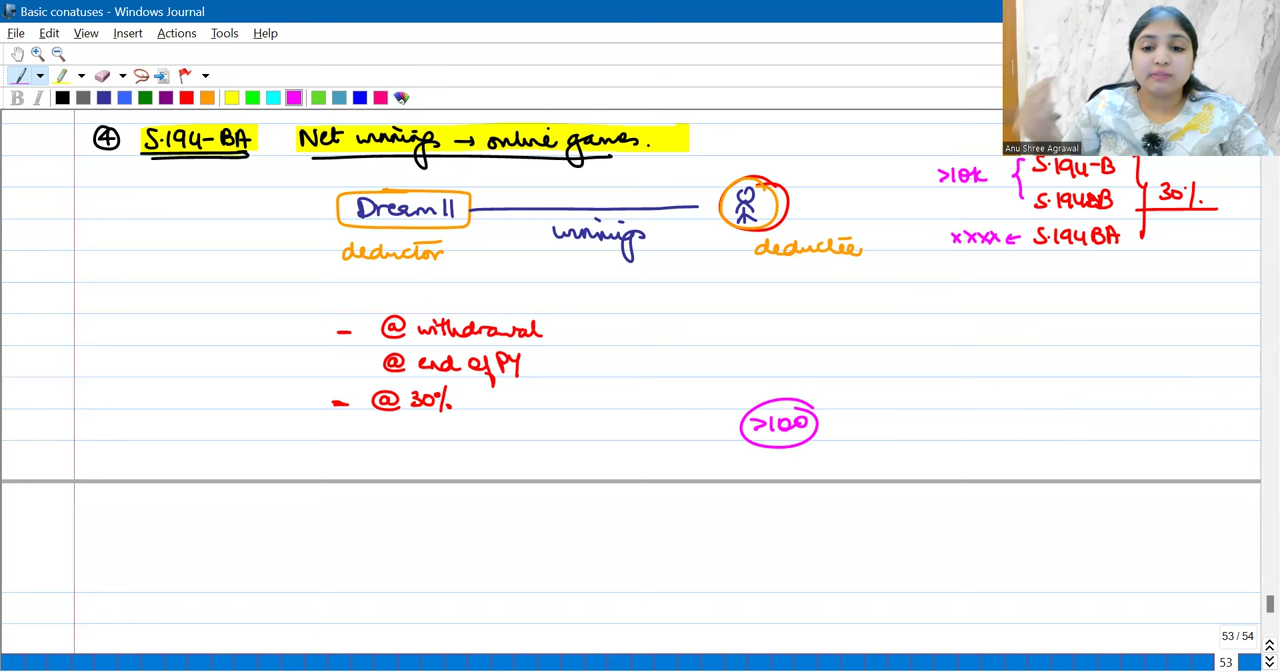 Basic conatuses - Windows Journal
File Edit View Insert Actions Tools Help
B I
Anu Shree Agrawal
④ S.194-BA Net winnings → online games.
>10K { S.194-B
S.194BB 30%.
xxxx ← S.194BA
Dream 11 winnings
deductor deductee
- @ withdrawal
@ end of PY
- @ 30%
>100
53 / 54
53